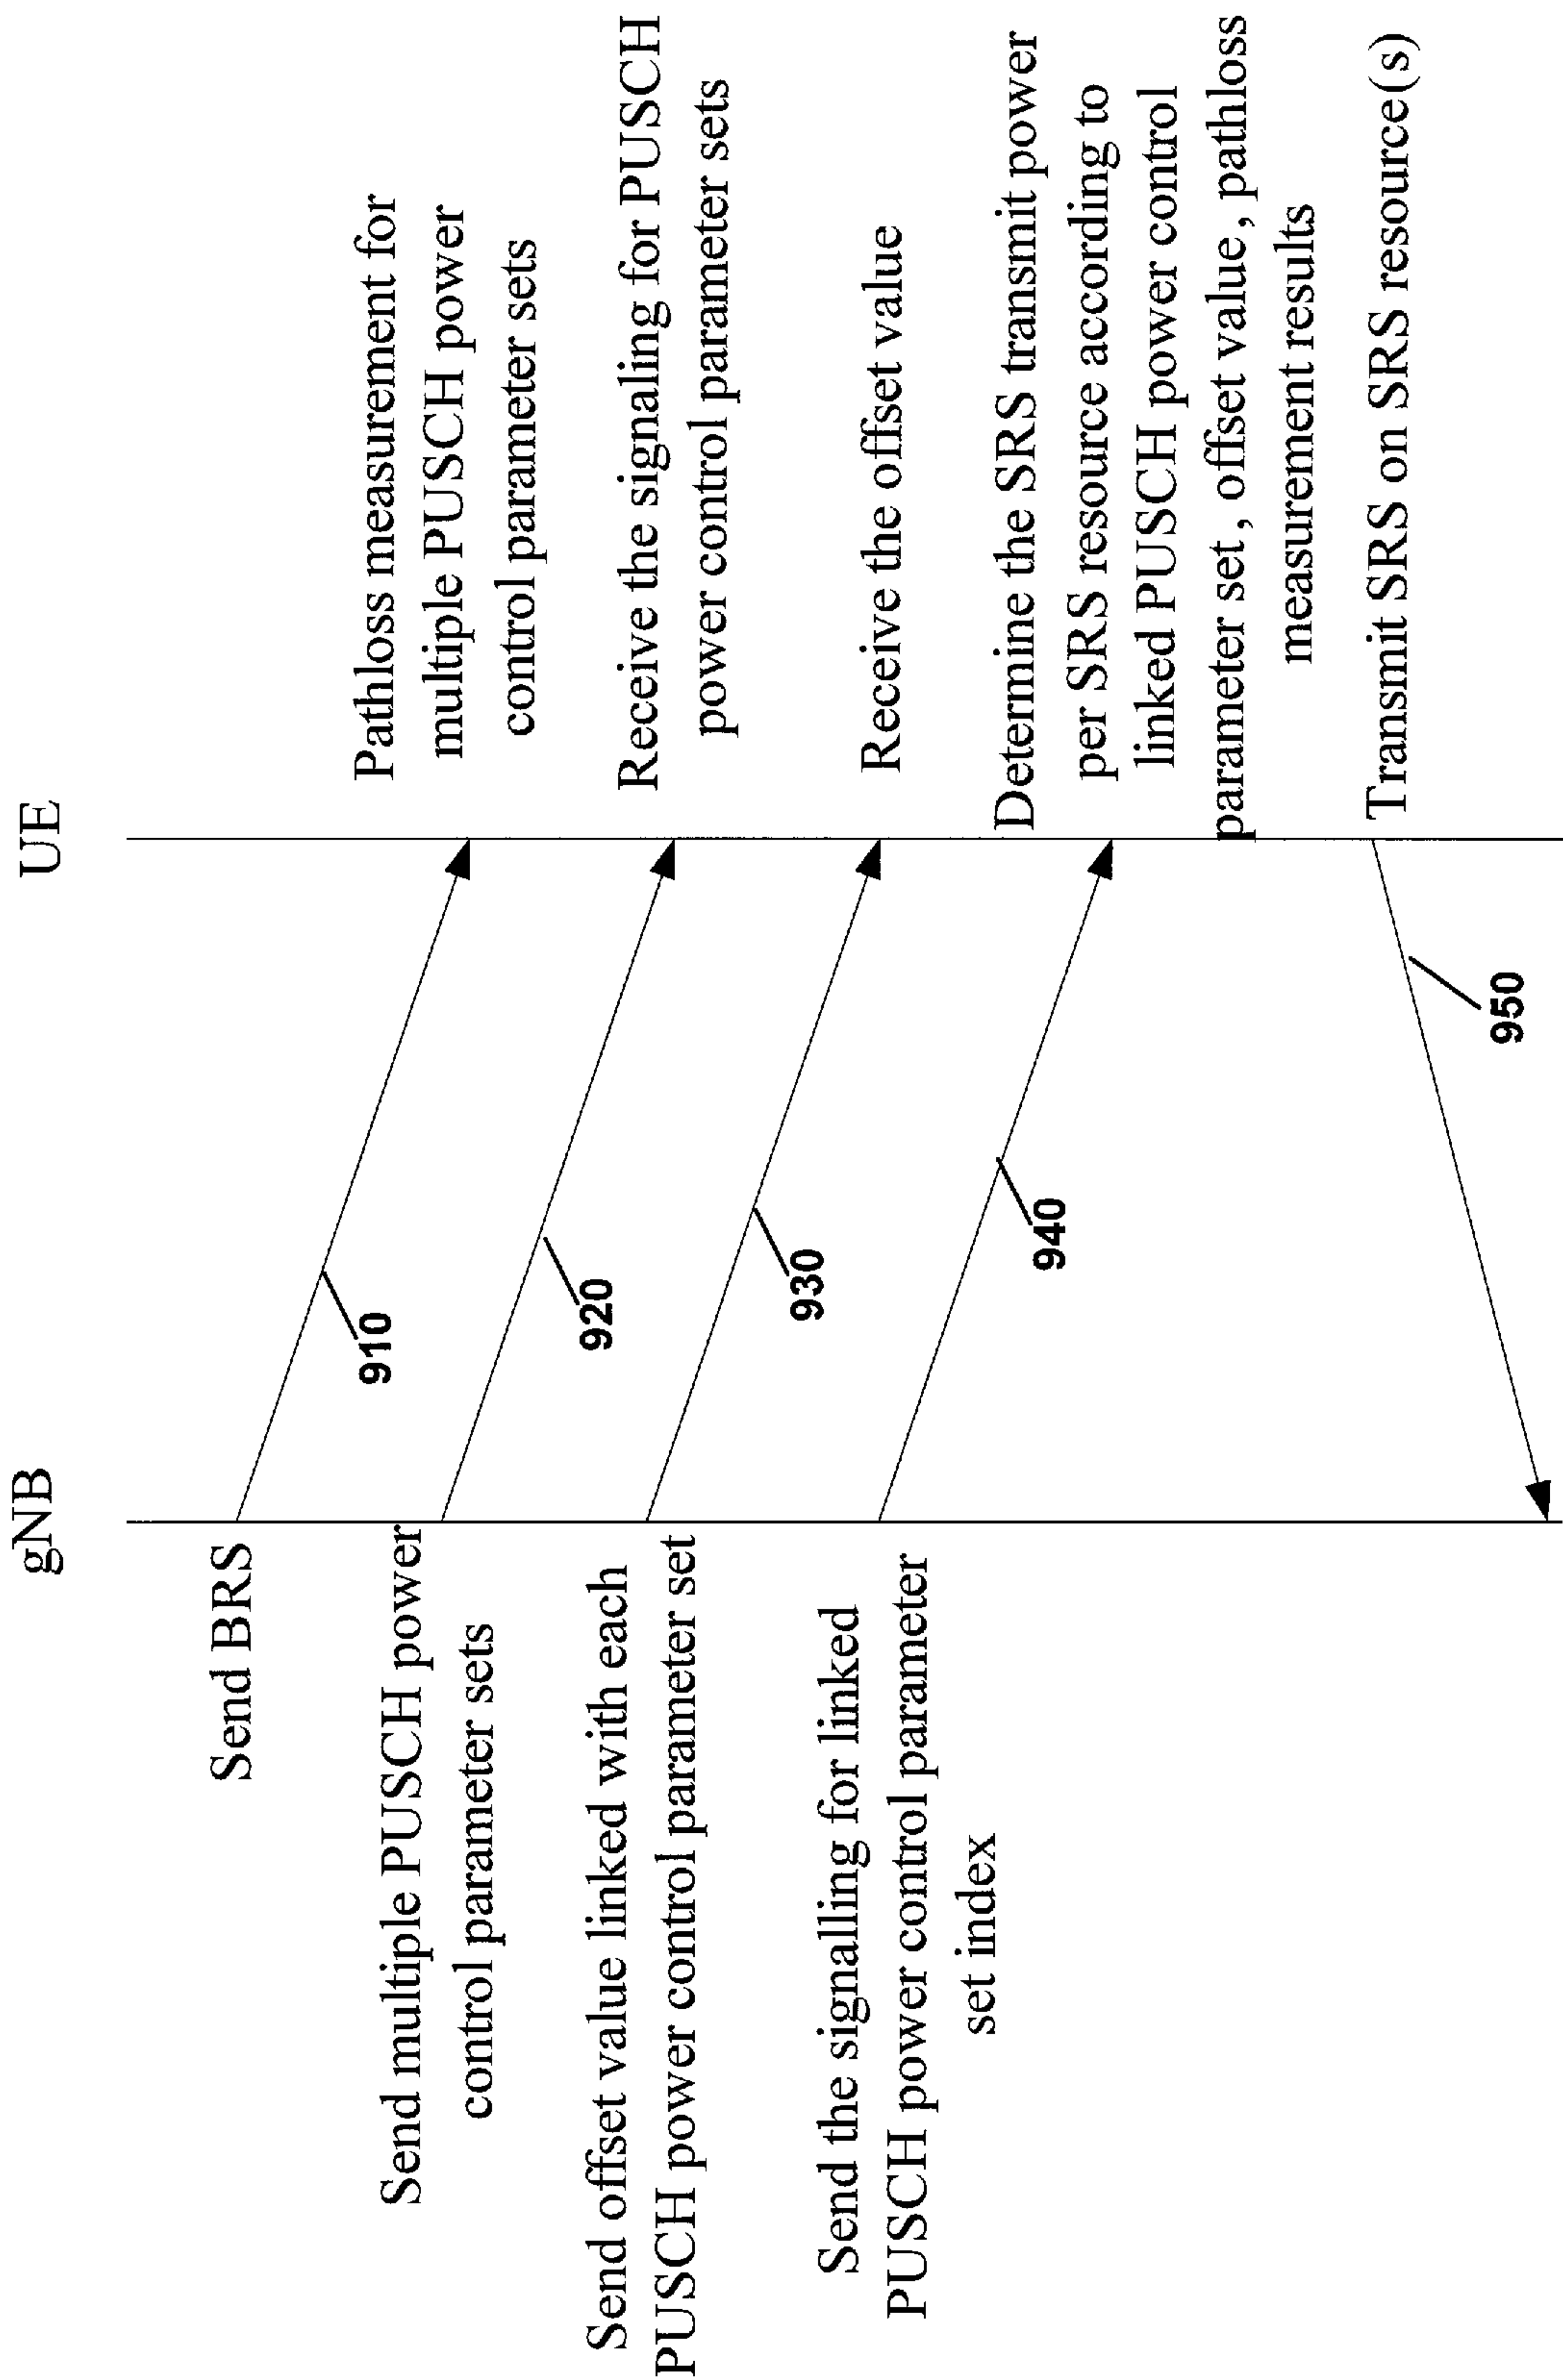 gNB
UE
Send BRS
910
Pathloss measurement for
multiple PUSCH power
control parameter sets
Send multiple PUSCH power
control parameter sets
920
Receive the signaling for PUSCH
power control parameter sets
Send offset value linked with each
PUSCH power control parameter set
930
Receive the offset value
Send the signalling for linked
PUSCH power control parameter
set index
940
Determine the SRS transmit power
per SRS resource according to
linked PUSCH power control
parameter set, offset value, pathloss
measurement results
Transmit SRS on SRS resource(s)
950